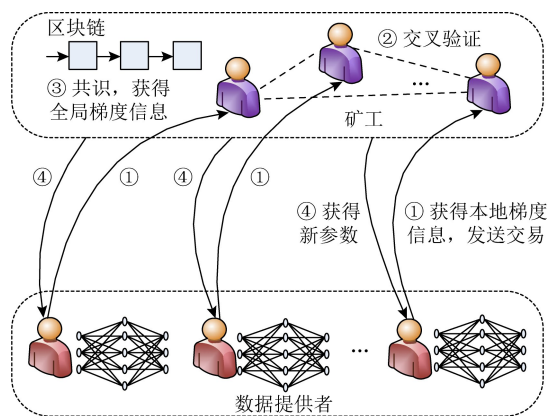 区块链
② 交叉验证
③ 共识，获得
全局梯度信息
...
矿工
④
①
④
①
④ 获得
新参数
① 获得本地梯度
信息，发送交易
...
数据提供者